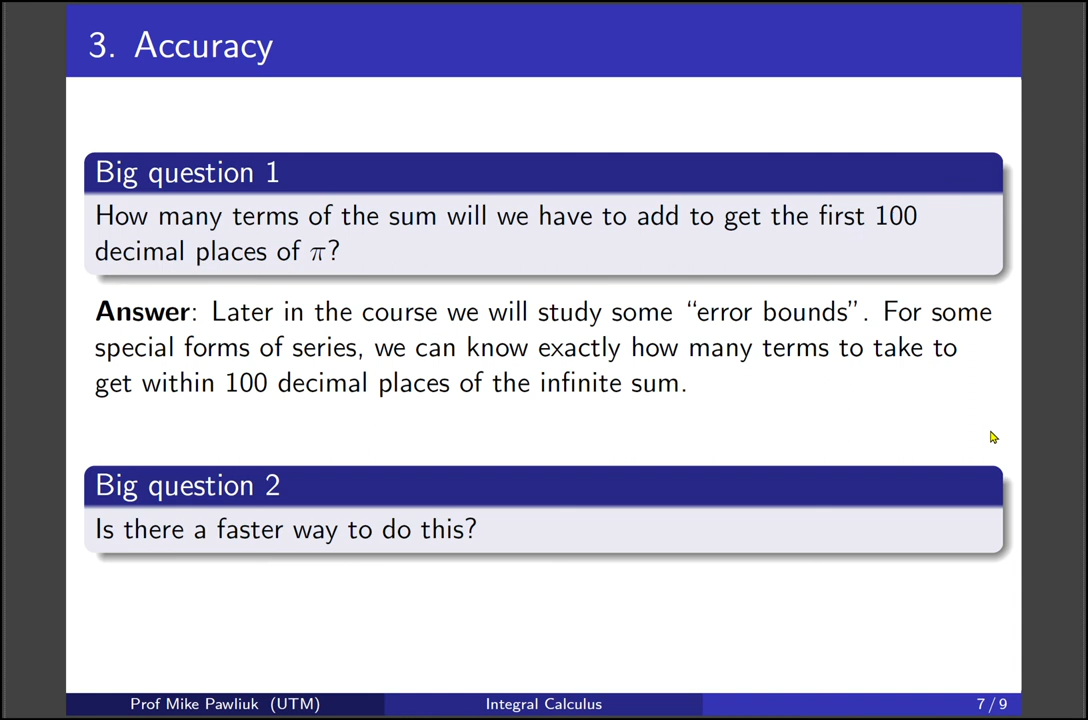 3. Accuracy
Big question 1
How many terms of the sum will we have to add to get the first 100
decimal places of π?
Answer: Later in the course we will study some “error bounds”. For some
special forms of series, we can know exactly how many terms to take to
get within 100 decimal places of the infinite sum.
Big question 2
Is there a faster way to do this?
Prof Mike Pawliuk (UTM)
Integral Calculus
7 / 9